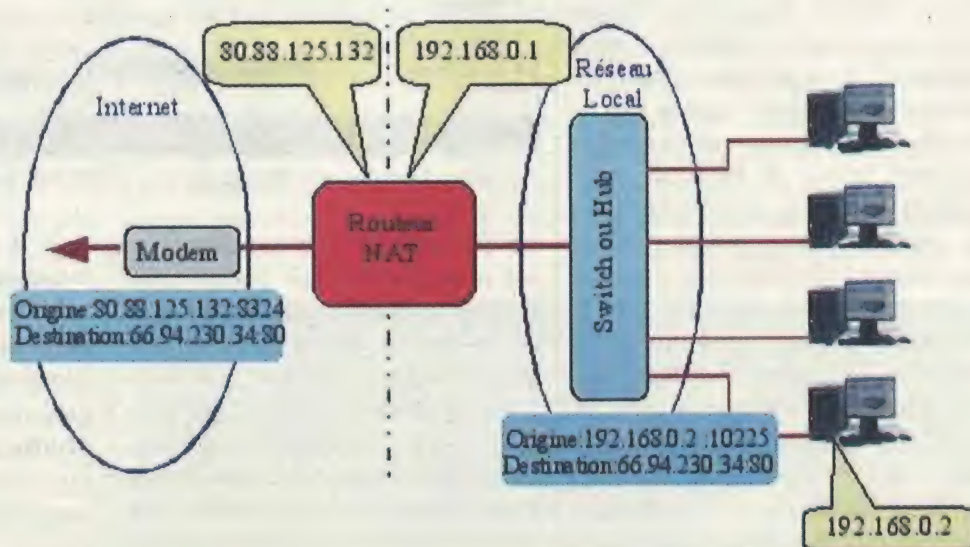 80.88.125.132
192.168.0.1
Internet
Réseau
Local
Routeur
NAT
Modem
Switch ou Hub
Origine:80.88.125.132:8324
Destination:66.94.230.34:80
Origine:192.168.0.2 :10225
Destination:66.94.230.34:80
192.168.0.2